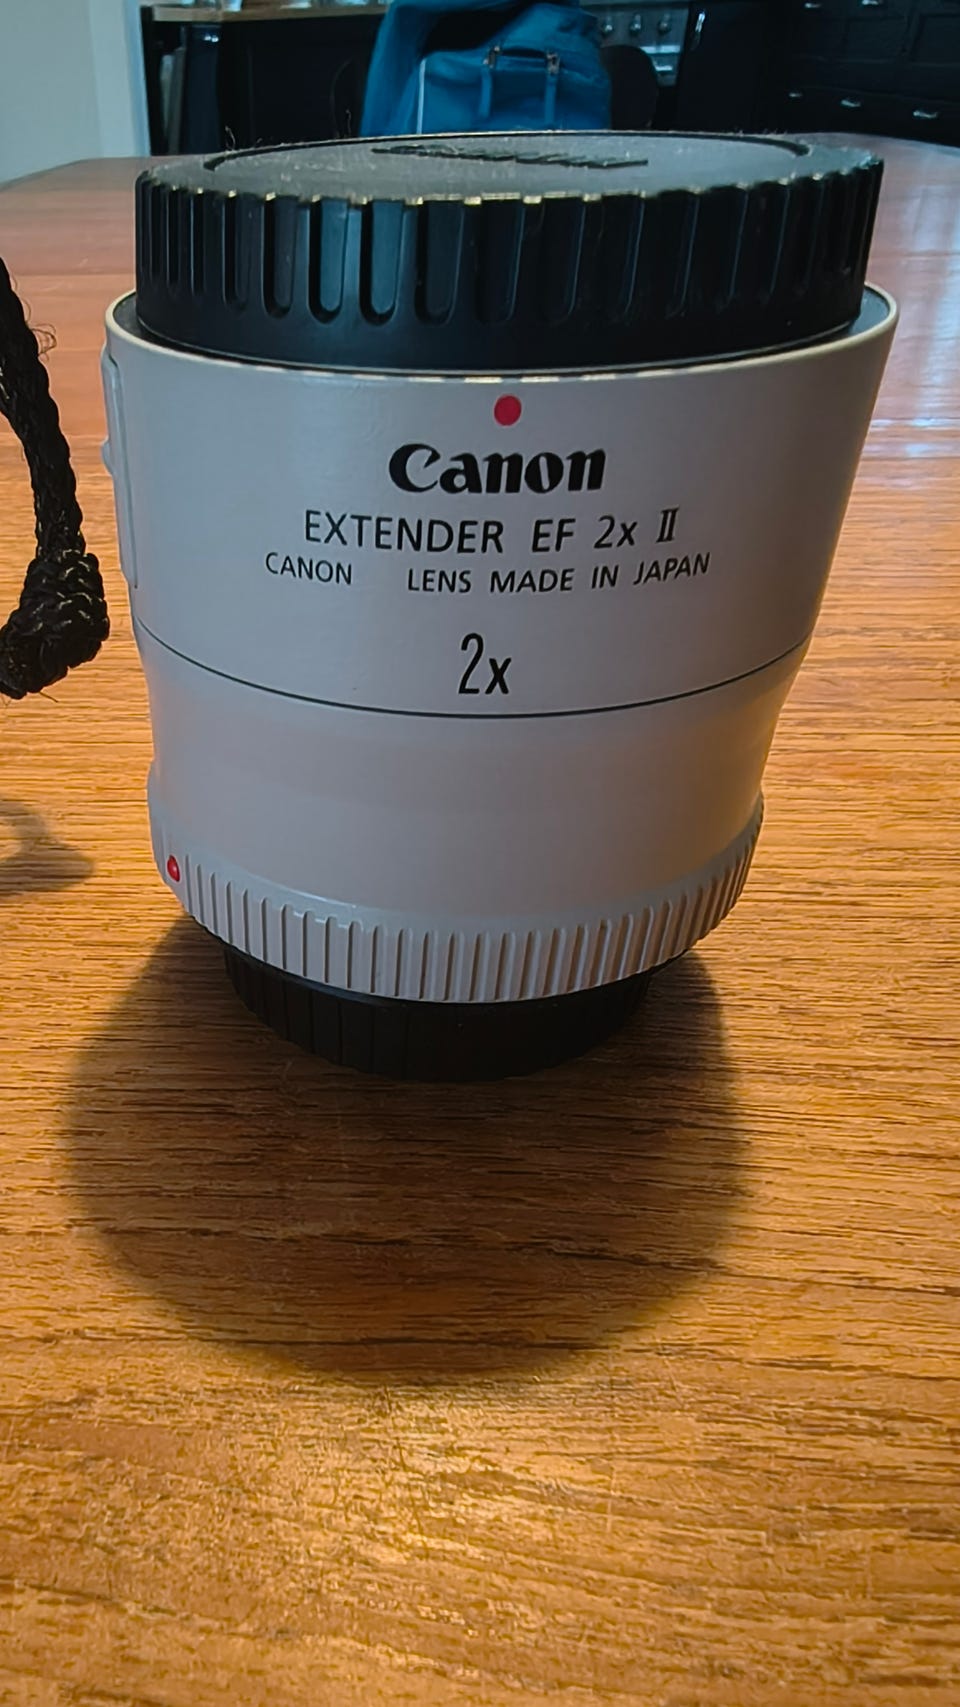 Canon
EXTENDER EF 2x II
CANON LENS MADE IN JAPAN
2x